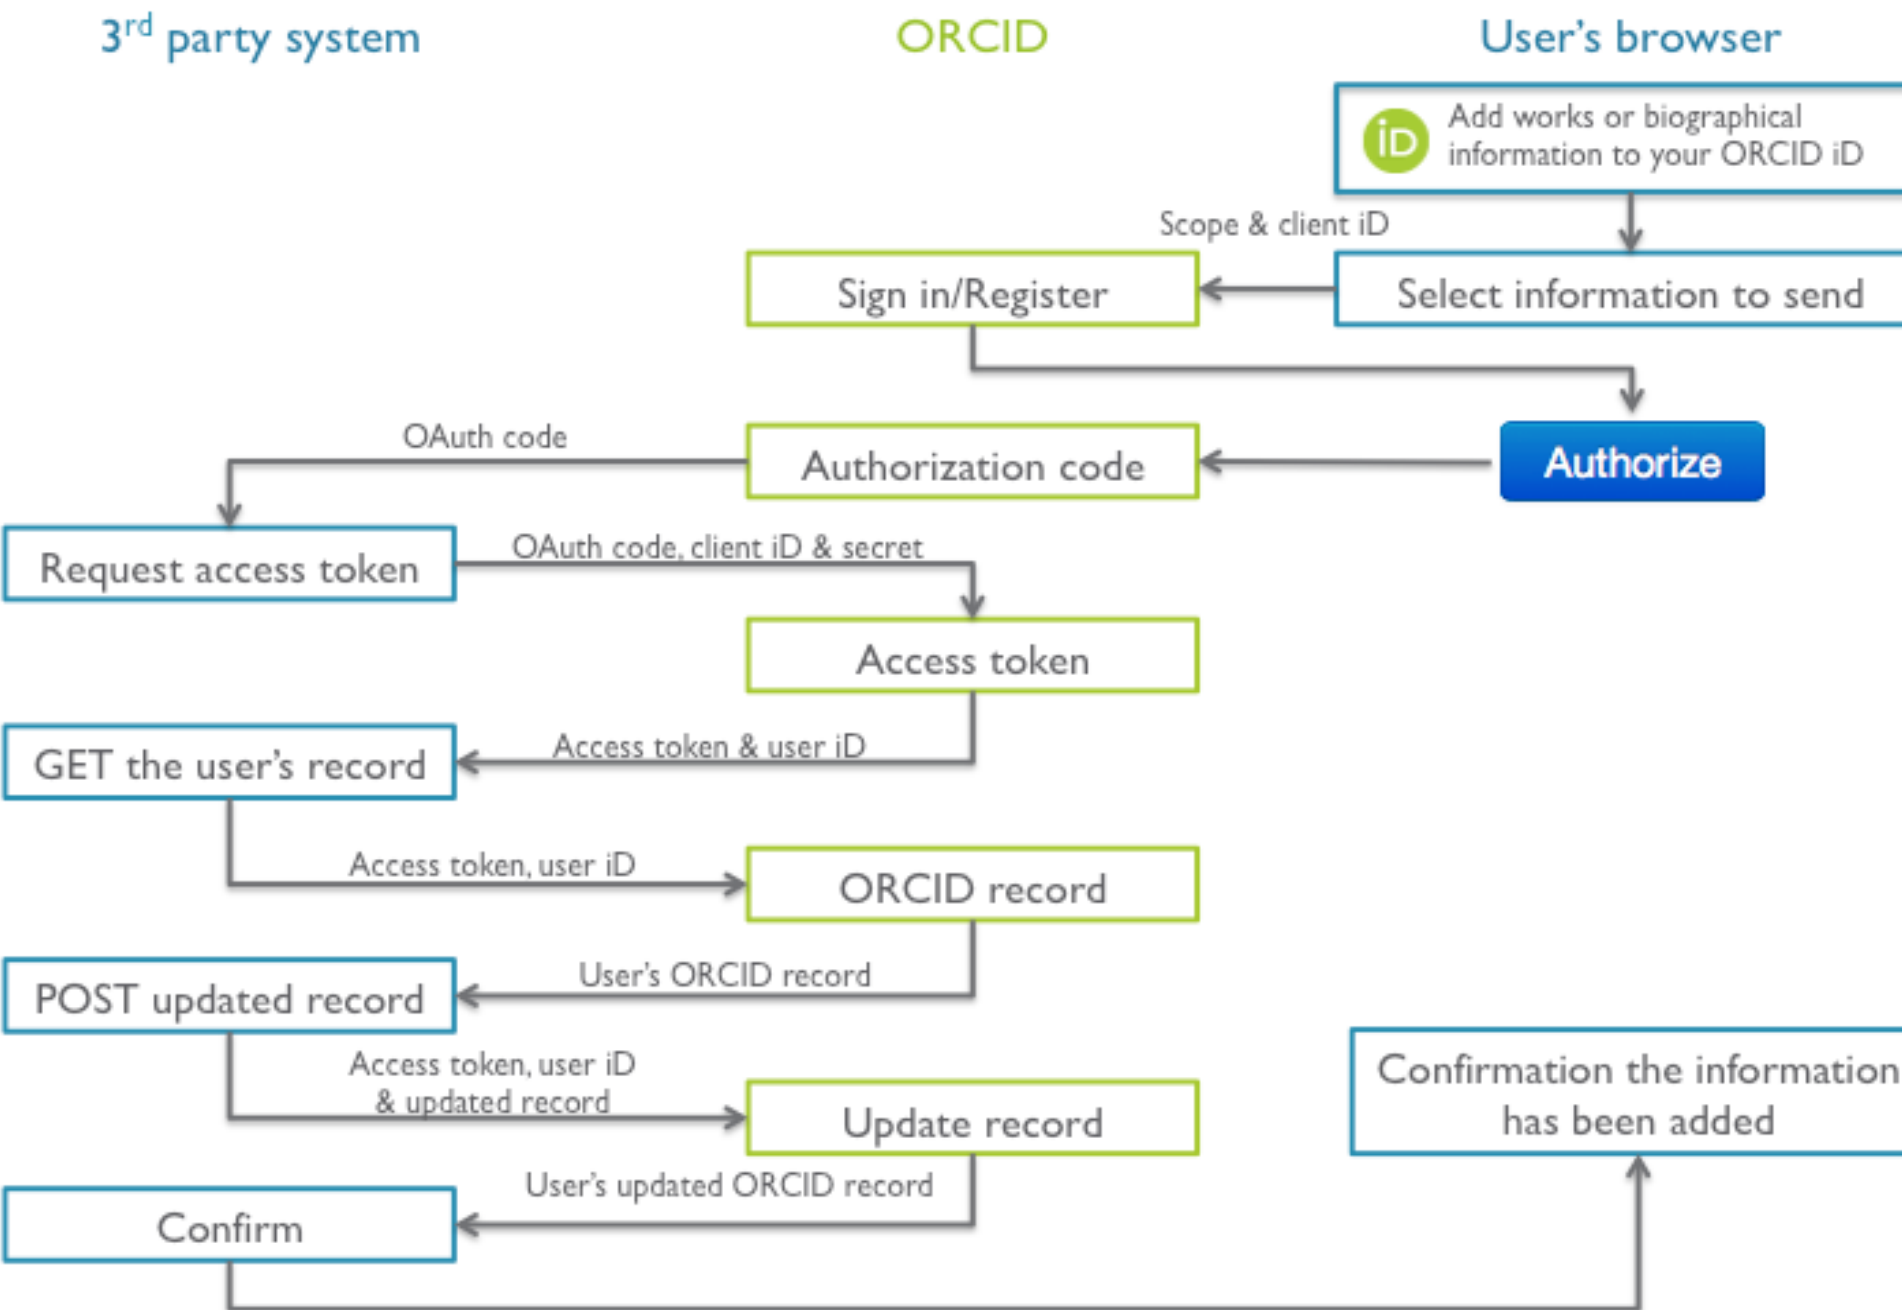 3rd party system
ORCID
User's browser
iD
Add works or biographical
information to your ORCID iD
Scope & client iD
Sign in/Register
Select information to send
OAuth code
Authorization code
Authorize
Request access token
OAuth code, client iD & secret
Access token
GET the user's record
Access token & user iD
Access token, user iD
ORCID record
POST updated record
User's ORCID record
Access token, user iD
& updated record
Update record
Confirmation the information
has been added
User's updated ORCID record
Confirm